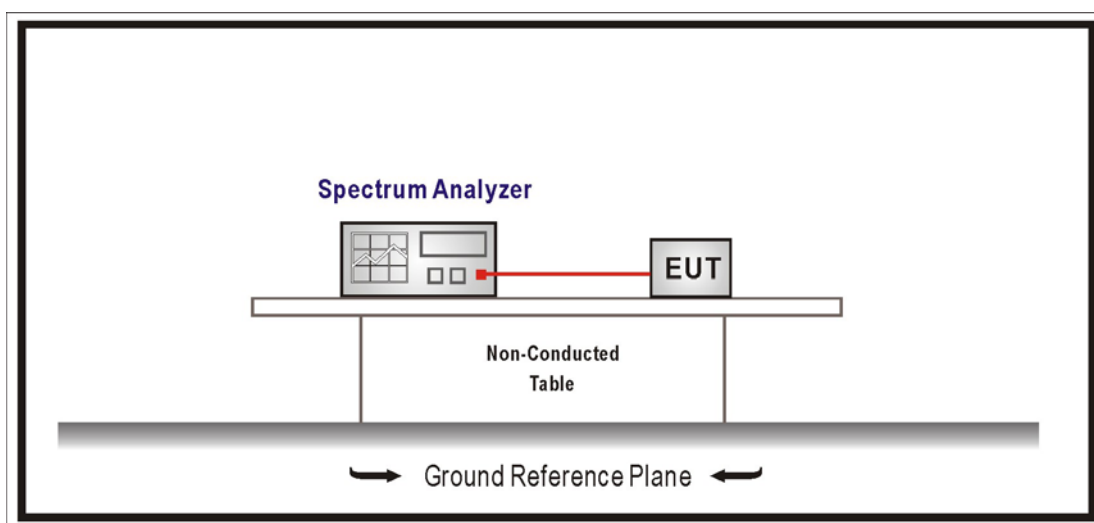 Spectrum Analyzer
EUT
Non-Conducted
Table
Ground Reference Plane